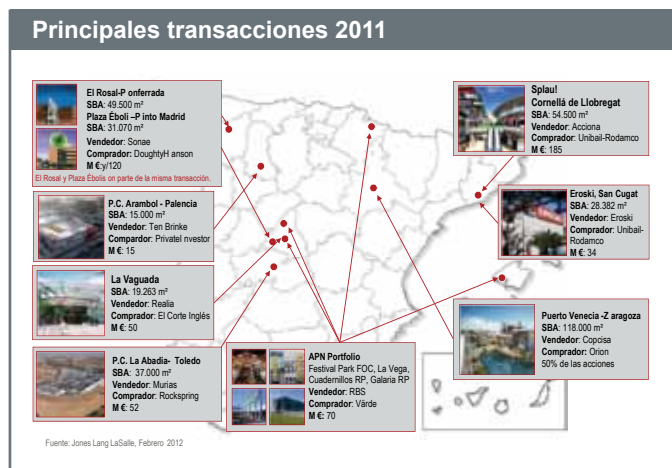 Principales transacciones 2011
El Rosal-P onferrada
SBA: 49.500 m²
Plaza Éboli –P into Madrid
SBA: 31.070 m²
Vendedor: Sonae
Comprador: DoughtyH anson
M €:y/120
El Rosal y Plaza Ébolis on parte de la misma transacción.
P.C. Arambol - Palencia
SBA: 15.000 m²
Vendedor: Ten Brinke
Compardor: Privatel nvestor
M €: 15
La Vaguada
SBA: 19.263 m²
Vendedor: Realia
Comprador: El Corte Inglés
M €: 50
P.C. La Abadia- Toledo
SBA: 37.000 m²
Vendedor: Murias
Comprador: Rockspring
M €: 52
APN Portfolio
Festival Park FOC, La Vega,
Cuadernillos RP, Galaria RP
Vendedor: RBS
Comprador: Värde
M €: 70
Splau!
Cornellá de Llobregat
SBA: 54.500 m²
Vendedor: Acciona
Comprador: Unibail-Rodamco
M €: 185
Eroski, San Cugat
SBA: 28.382 m²
Vendedor: Eroski
Comprador: Unibail-
Rodamco
M €: 34
Puerto Venecia -Z aragoza
SBA: 118.000 m²
Vendedor: Copcisa
Comprador: Orion
50% de las acciones
Fuente: Jones Lang LaSalle, Febrero 2012